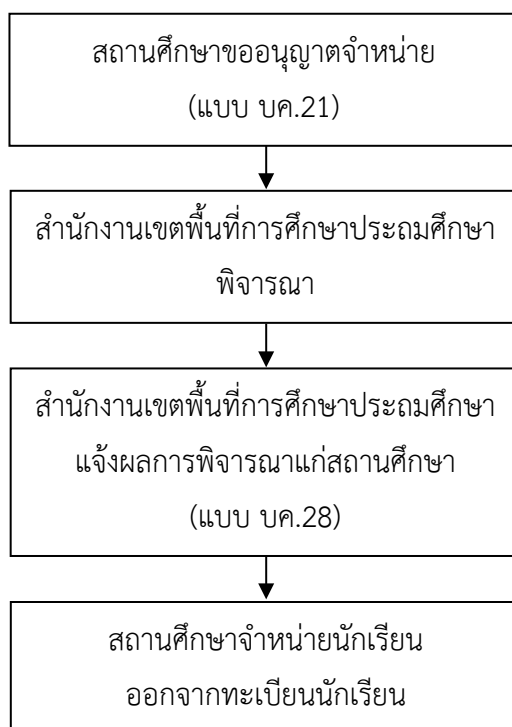 สถานศึกษาขออนุญาตจำหน่าย
(แบบ บค.21)
สำนักงานเขตพื้นที่การศึกษาประถมศึกษา
พิจารณา
สำนักงานเขตพื้นที่การศึกษาประถมศึกษา
แจ้งผลการพิจารณาแก่สถานศึกษา
(แบบ บค.28)
สถานศึกษาจำหน่ายนักเรียน
ออกจากทะเบียนนักเรียน